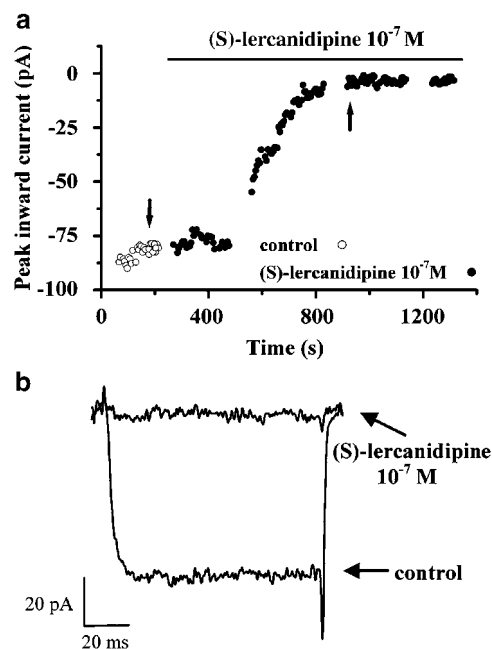 a
(S)-lercanidipine 10⁻⁷ M
Peak inward current (pA)
0
-25
-50
-75
-100
control
(S)-lercanidipine 10⁻⁷M
0
400
800
1200
Time (s)
b
(S)-lercanidipine
10⁻⁷ M
control
20 pA
20 ms